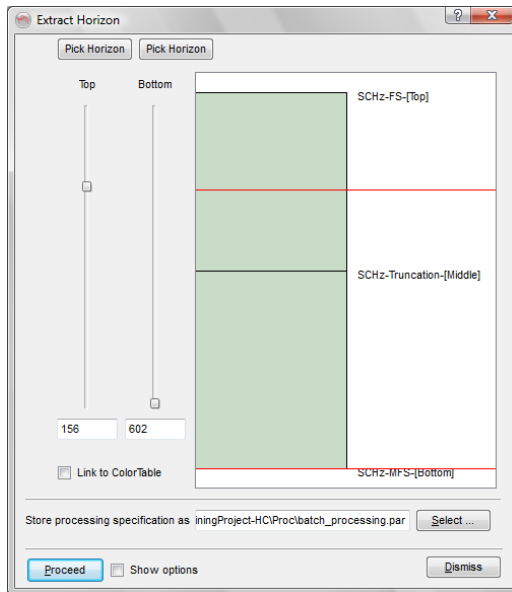 Extract Horizon
?
Pick Horizon Pick Horizon
Top Bottom
SCHz-FS-[Top]
SCHz-Truncation-[Middle]
156 602
Link to ColorTable
SCHz-MFS-[Bottom]
Store processing specification as iningProject-HC\Proc\batch_processing.par Select ...
Proceed Show options Dismiss